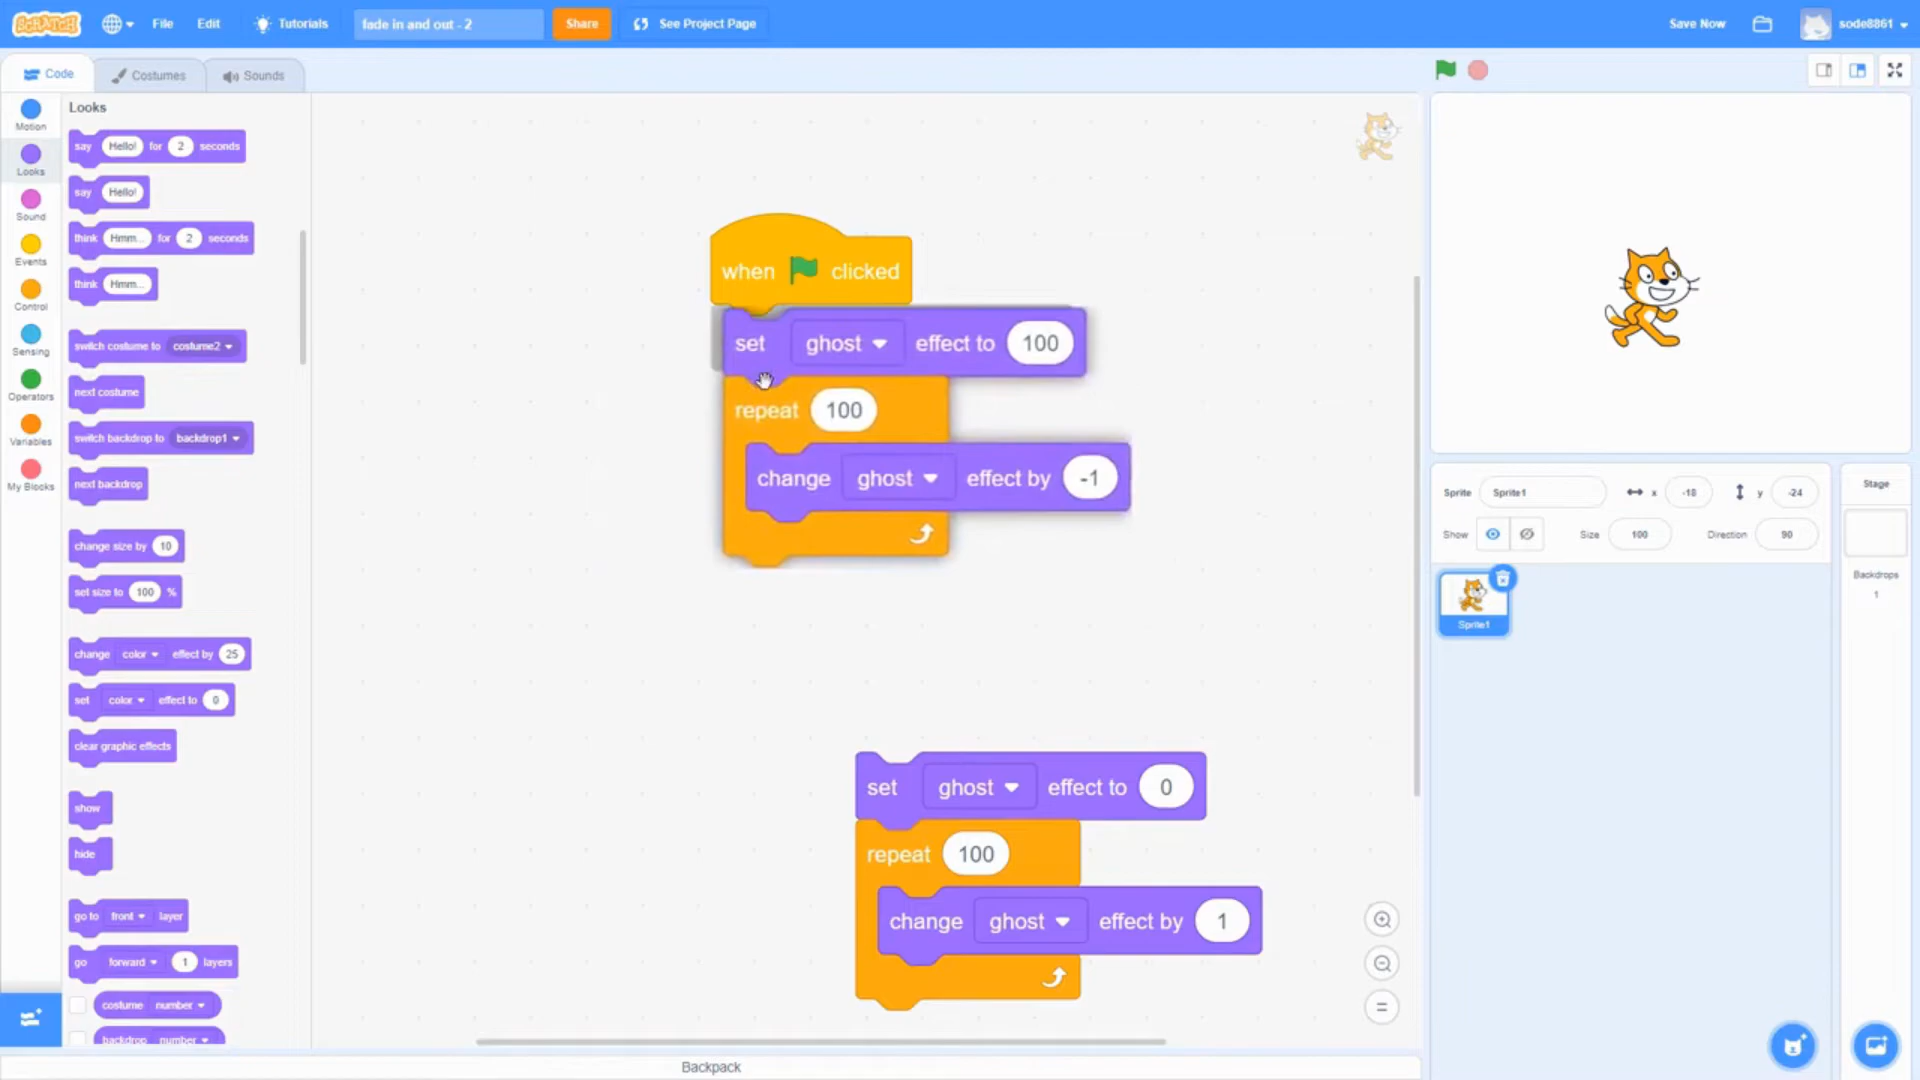 SCRATCH File Edit Tutorials fade in and out - 2 Share See Project Page Save Now sode8861
Code Costumes Sounds
Motion
Looks
Sound
Events
Control
Sensing
Operators
Variables
My Blocks
Looks
say Hello! for 2 seconds
say Hello!
think Hmm... for 2 seconds
think Hmm...
switch costume to costume2
next costume
switch backdrop to backdrop1
next backdrop
change size by 10
set size to 100 %
change color effect by 25
set color effect to 0
clear graphic effects
show
hide
go to front layer
go forward 1 layers
costume number
backdrop number
when clicked
set ghost effect to 100
repeat 100
change ghost effect by -1
set ghost effect to 0
repeat 100
change ghost effect by 1
Backpack
Sprite Sprite1 x -18 y -24
Show Size 100 Direction 90
Sprite1
Stage
Backdrops
1